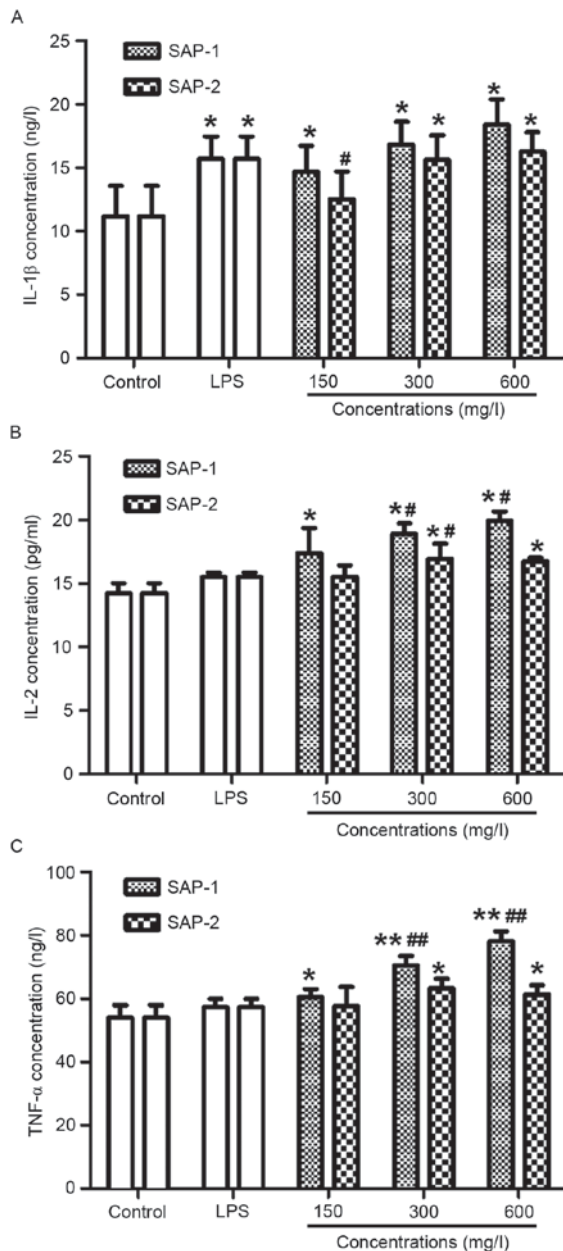 A
SAP-1
SAP-2
IL-1β concentration (ng/l)
25
20
15
10
5
0
* * * # * * * *
Control LPS 150 300 600
Concentrations (mg/l)
B
SAP-1
SAP-2
IL-2 concentration (pg/ml)
25
20
15
10
5
0
* *# *# *# *
Control LPS 150 300 600
Concentrations (mg/l)
C
SAP-1
SAP-2
TNF-α concentration (ng/l)
100
80
60
40
20
0
* **## * **## *
Control LPS 150 300 600
Concentrations (mg/l)